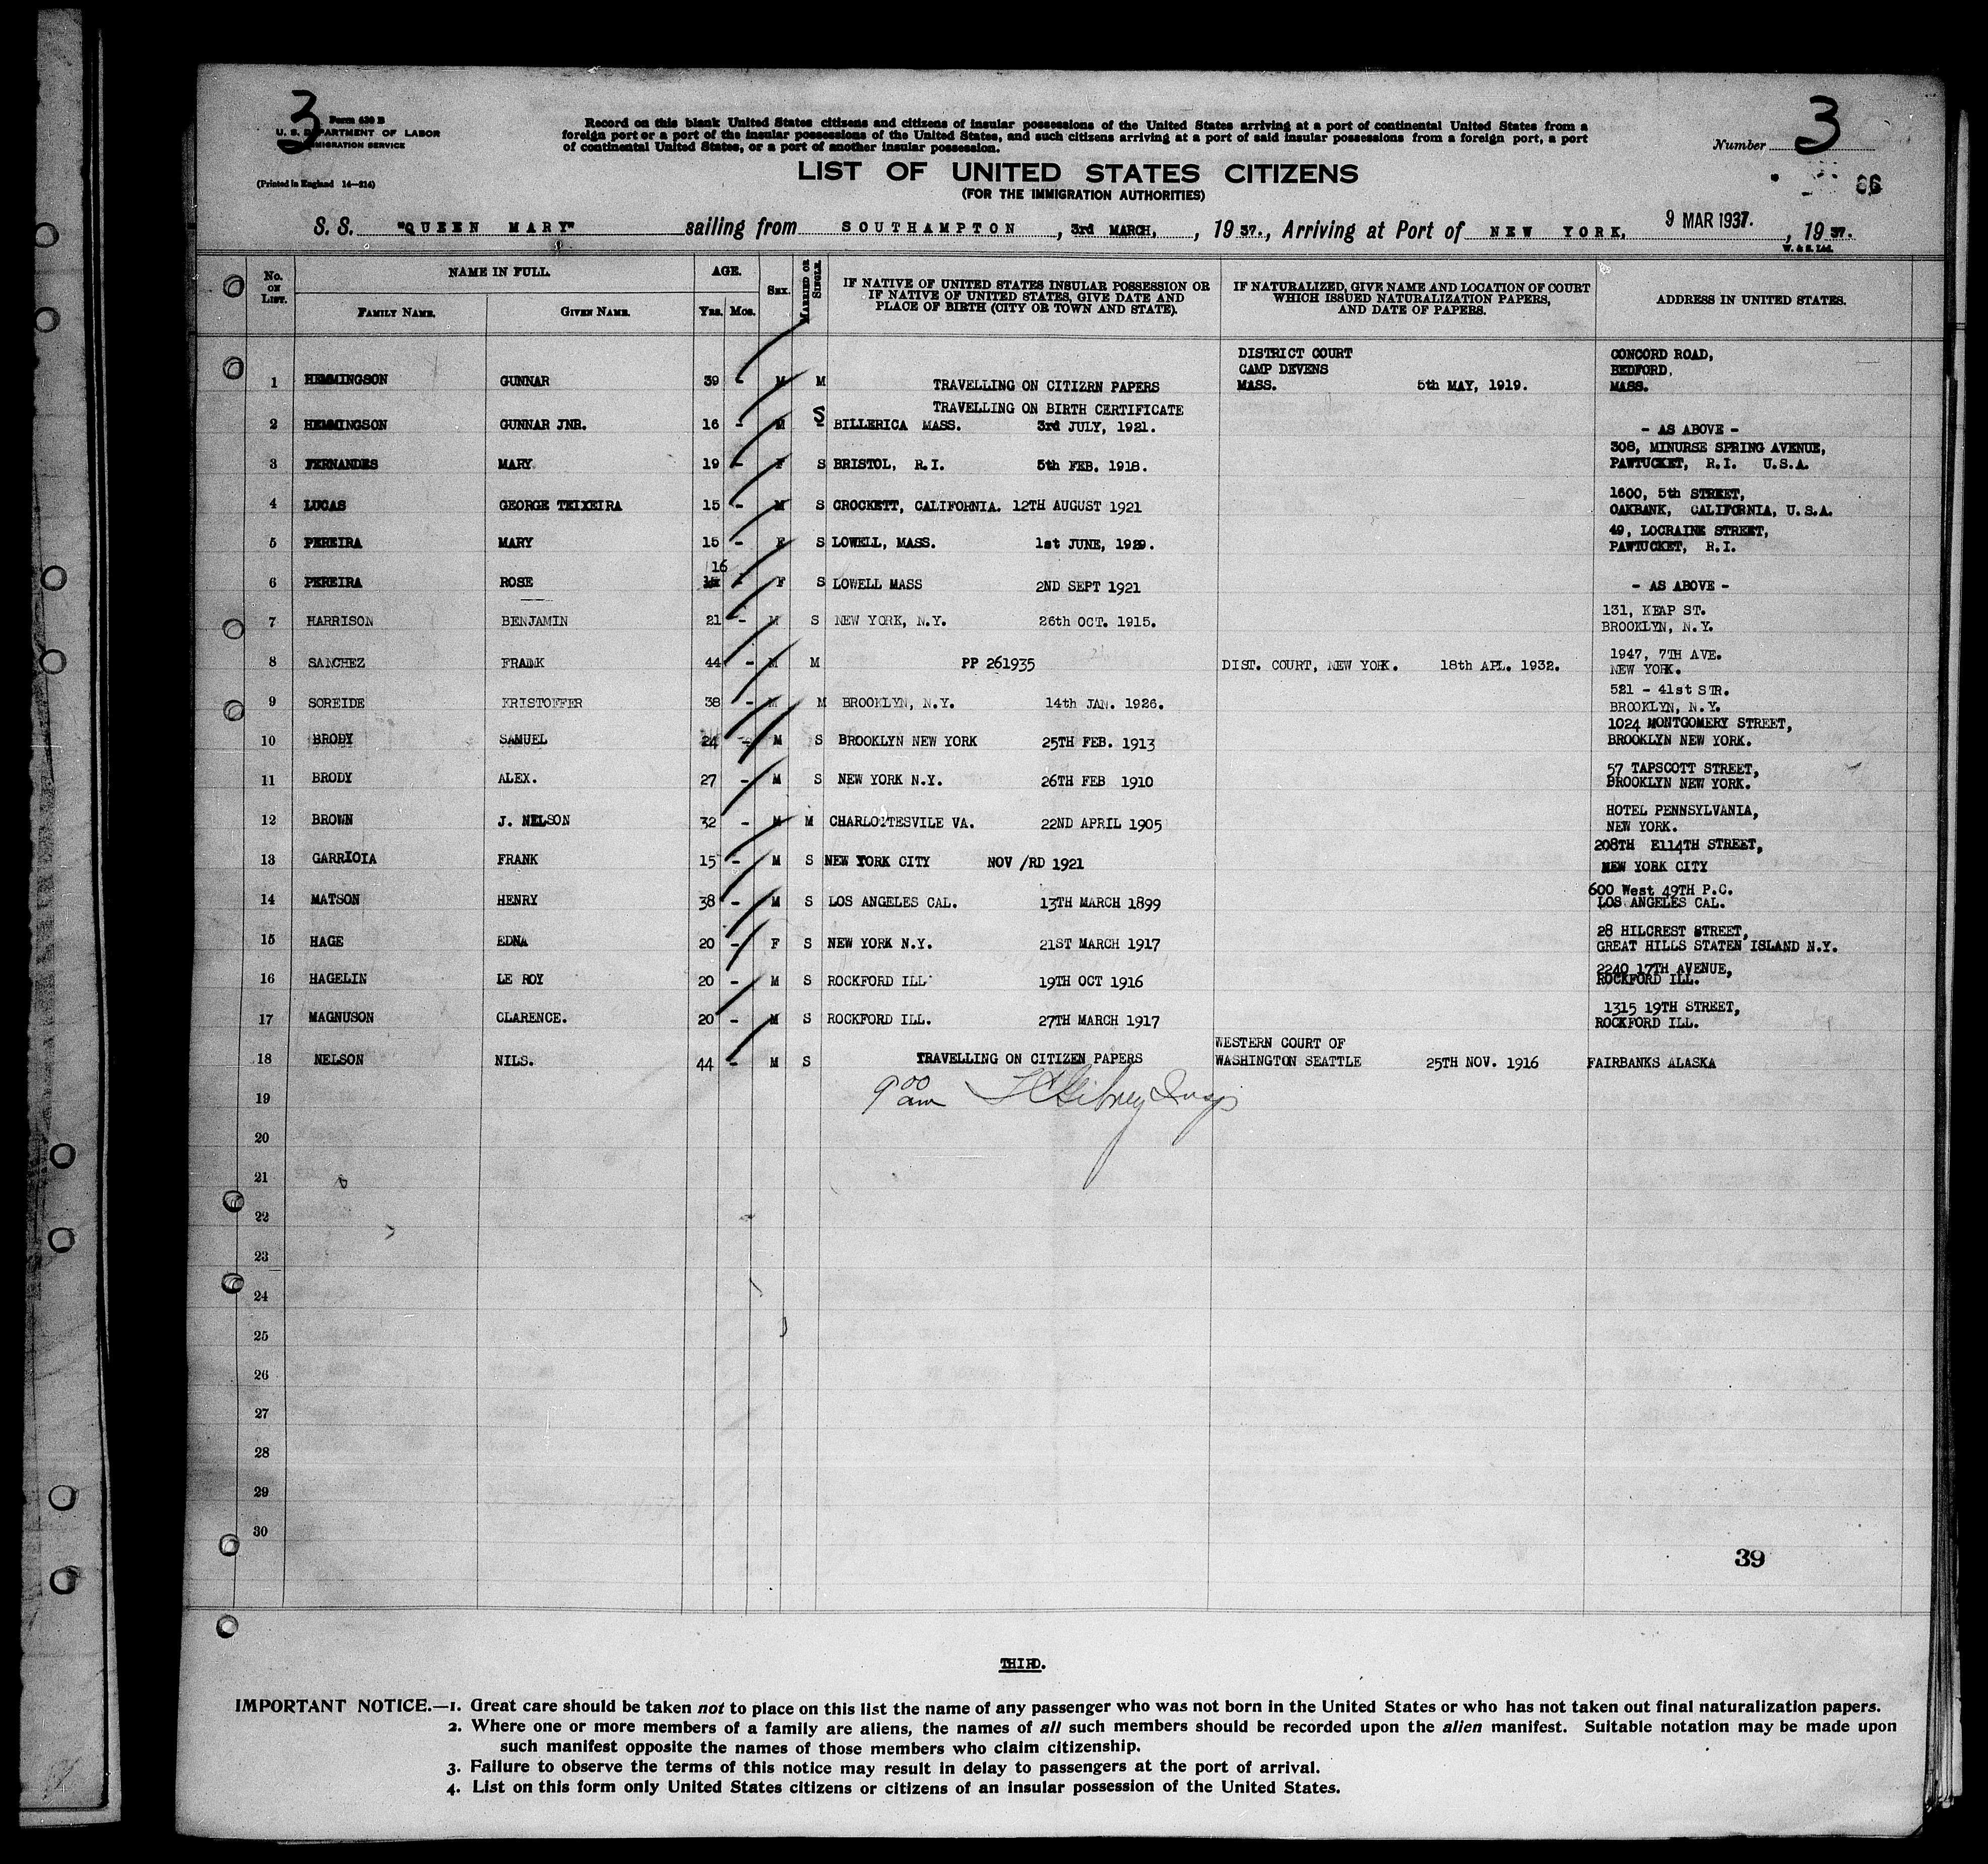 3
3
Form 630 B
U. S. DEPARTMENT OF LABOR
IMMIGRATION SERVICE
(Printed in England 14—214)
Record on this blank United States citizens and citizens of insular possessions of the United States arriving at a port of continental United States from a
foreign port or a port of the insular possessions of the United States, and such citizens arriving at a port of said insular possessions from a foreign port, a port
of continental United States, or a port of another insular possession.
Number
LIST OF UNITED STATES CITIZENS
(FOR THE IMMIGRATION AUTHORITIES)
66
S. S. "QUEEN MARY" sailing from SOUTHAMPTON, 3rd MARCH, 1937., Arriving at Port of NEW YORK, 9 MAR 1937., 1937.
W. & S. Ltd.
No. ON LIST. NAME IN FULL. AGE. SEX. MARRIED OR SINGLE. IF NATIVE OF UNITED STATES INSULAR POSSESSION OR IF NATIVE OF UNITED STATES, GIVE DATE AND PLACE OF BIRTH (CITY OR TOWN AND STATE). IF NATURALIZED, GIVE NAME AND LOCATION OF COURT WHICH ISSUED NATURALIZATION PAPERS, AND DATE OF PAPERS. ADDRESS IN UNITED STATES.
FAMILY NAME. GIVEN NAME. Yrs. Mos.
1 HEMMINGSON GUNNAR 39 - M M TRAVELLING ON CITIZRN PAPERS DISTRICT COURT CAMP DEVENS MASS. 5th MAY, 1919. CONCORD ROAD, BEDFORD, MASS.
2 HEMMINGSON GUNNAR JNR. 16 - M S TRAVELLING ON BIRTH CERTIFICATE BILLERICA MASS. 3rd JULY, 1921. - AS ABOVE -
3 FERNANDES MARY 19 - F S BRISTOL, R.I. 5th FEB. 1918. 308, MINURSE SPRING AVENUE, PAWTUCKET, R.I. U.S.A.
4 LUCAS GEORGE TEIXEIRA 15 - M S CROCKETT, CALIFORNIA. 12TH AUGUST 1921 1600, 5th STREET, OAKBANK, CALIFORNIA, U.S.A.
5 PEREIRA MARY 15 - F S LOWELL, MASS. 1st JUNE, 1929. 49, LOCRAINE STREET, PAWTUCKET, R.I.
6 PEREIRA ROSE 16 - F S LOWELL MASS 2ND SEPT 1921 - AS ABOVE -
7 HARRISON BENJAMIN 21 - M S NEW YORK, N.Y. 26th OCT. 1915. 131, KEAP ST. BROOKLYN, N.Y.
8 SANCHEZ FRANK 44 - M M PP 261935 DIST. COURT, NEW YORK. 18th APL. 1932. 1947, 7TH AVE. NEW YORK.
9 SOREIDE KRISTOFFER 38 - M M BROOKLYN, N.Y. 14th JAN. 1926. 521 - 41st STR. BROOKLYN, N.Y.
10 BRODY SAMUEL 24 - M S BROOKLYN NEW YORK 25TH FEB. 1913 1024 MONTGOMERY STREET, BROOKLYN NEW YORK.
11 BRODY ALEX. 27 - M S NEW YORK N.Y. 26TH FEB 1910 57 TAPSCOTT STREET, BROOKLYN NEW YORK.
12 BROWN J. NELSON 32 - M M CHARLOTTESVILE VA. 22ND APRIL 1905 HOTEL PENNSYLVANIA, NEW YORK.
13 GARRIOIA FRANK 15 - M S NEW YORK CITY NOV /RD 1921 208TH E114TH STREET, NEW YORK CITY
14 MATSON HENRY 38 - M S LOS ANGELES CAL. 13TH MARCH 1899 600 West 49TH P.C. LOS ANGELES CAL.
15 HAGE EDNA 20 - F S NEW YORK N.Y. 21ST MARCH 1917 28 HILCREST STREET, GREAT HILLS STATEN ISLAND N.Y.
16 HAGELIN LE ROY 20 - M S ROCKFORD ILL 19TH OCT 1916 2240 17TH AVENUE, ROCKFORD ILL.
17 MAGNUSON CLARENCE. 20 - M S ROCKFORD ILL. 27TH MARCH 1917 1315 19TH STREET, ROCKFORD ILL.
18 NELSON NILS. 44 - M S TRAVELLING ON CITIZEN PAPERS WESTERN COURT OF WASHINGTON SEATTLE 25TH NOV. 1916 FAIRBANKS ALASKA
19 9 00 am
20
21
22
23
24
25
26
27
28
29
30
39
THIRD.
IMPORTANT NOTICE.—1. Great care should be taken not to place on this list the name of any passenger who was not born in the United States or who has not taken out final naturalization papers.
2. Where one or more members of a family are aliens, the names of all such members should be recorded upon the alien manifest. Suitable notation may be made upon
such manifest opposite the names of those members who claim citizenship.
3. Failure to observe the terms of this notice may result in delay to passengers at the port of arrival.
4. List on this form only United States citizens or citizens of an insular possession of the United States.